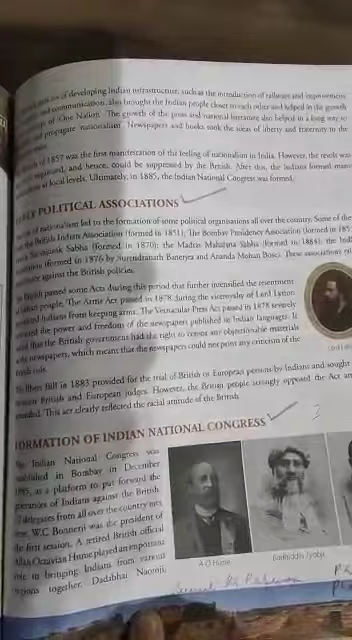 of developing Indian infrastructure, such as the introduction of railways and improvement
communication, also brought the Indian people closer to each other and helped in the growth
of 'One Nation'. The growth of the press and national literature also helped in a long way to
propagate nationalism. Newspapers and books took the ideas of liberty and fraternity to the
of 1857 was the first manifestation of the feeling of nationalism in India. However, the revolt was
and hence, could be suppressed by the British. After this, the Indians formed
at local levels. Ultimately, in 1885, the Indian National Congress was formed.
POLITICAL ASSOCIATIONS
of nationalism led to the formation of some political organisations all over the country. Some of the
the British Indian Association (formed in 1851); The Bombay Presidency Association (formed in
Sabha (formed in 1870); the Madras Mahajana Sabha (formed in 1884); the
(formed in 1876 by Surendranath Banerjea and Ananda Mohan Bose). These associations
against the British policies.
passed some Acts during this period that further intensified the resentment
people. The Arms Act passed in 1878 during the viceroyalty of Lord Lytton
Indians from keeping arms. The Vernacular Press Act passed in 1878 severely
the power and freedom of the newspapers published in Indian languages. It
that the British government had the right to censor any objectionable materials
newspapers, which means that the newspapers could not pass any criticism of the
rule.
Ilbert Bill in 1883 provided for the trial of British or European persons by Indians and sought
British and European judges. However, the British people strongly opposed the Act
This act clearly reflected the racial attitude of the British.
FORMATION OF INDIAN NATIONAL CONGRESS
3
Indian National Congress was
established in Bombay in December
1885, as a platform to put forward the
of Indians against the British.
delegates from all over the country met
W.C Bonnerji was the president of
the first session. A retired British official
Allan Octavian Hume played an important
role in bringing Indians from various
regions together. Dadabhai Naoroji,
A O Hume
Badruddin Tyabji